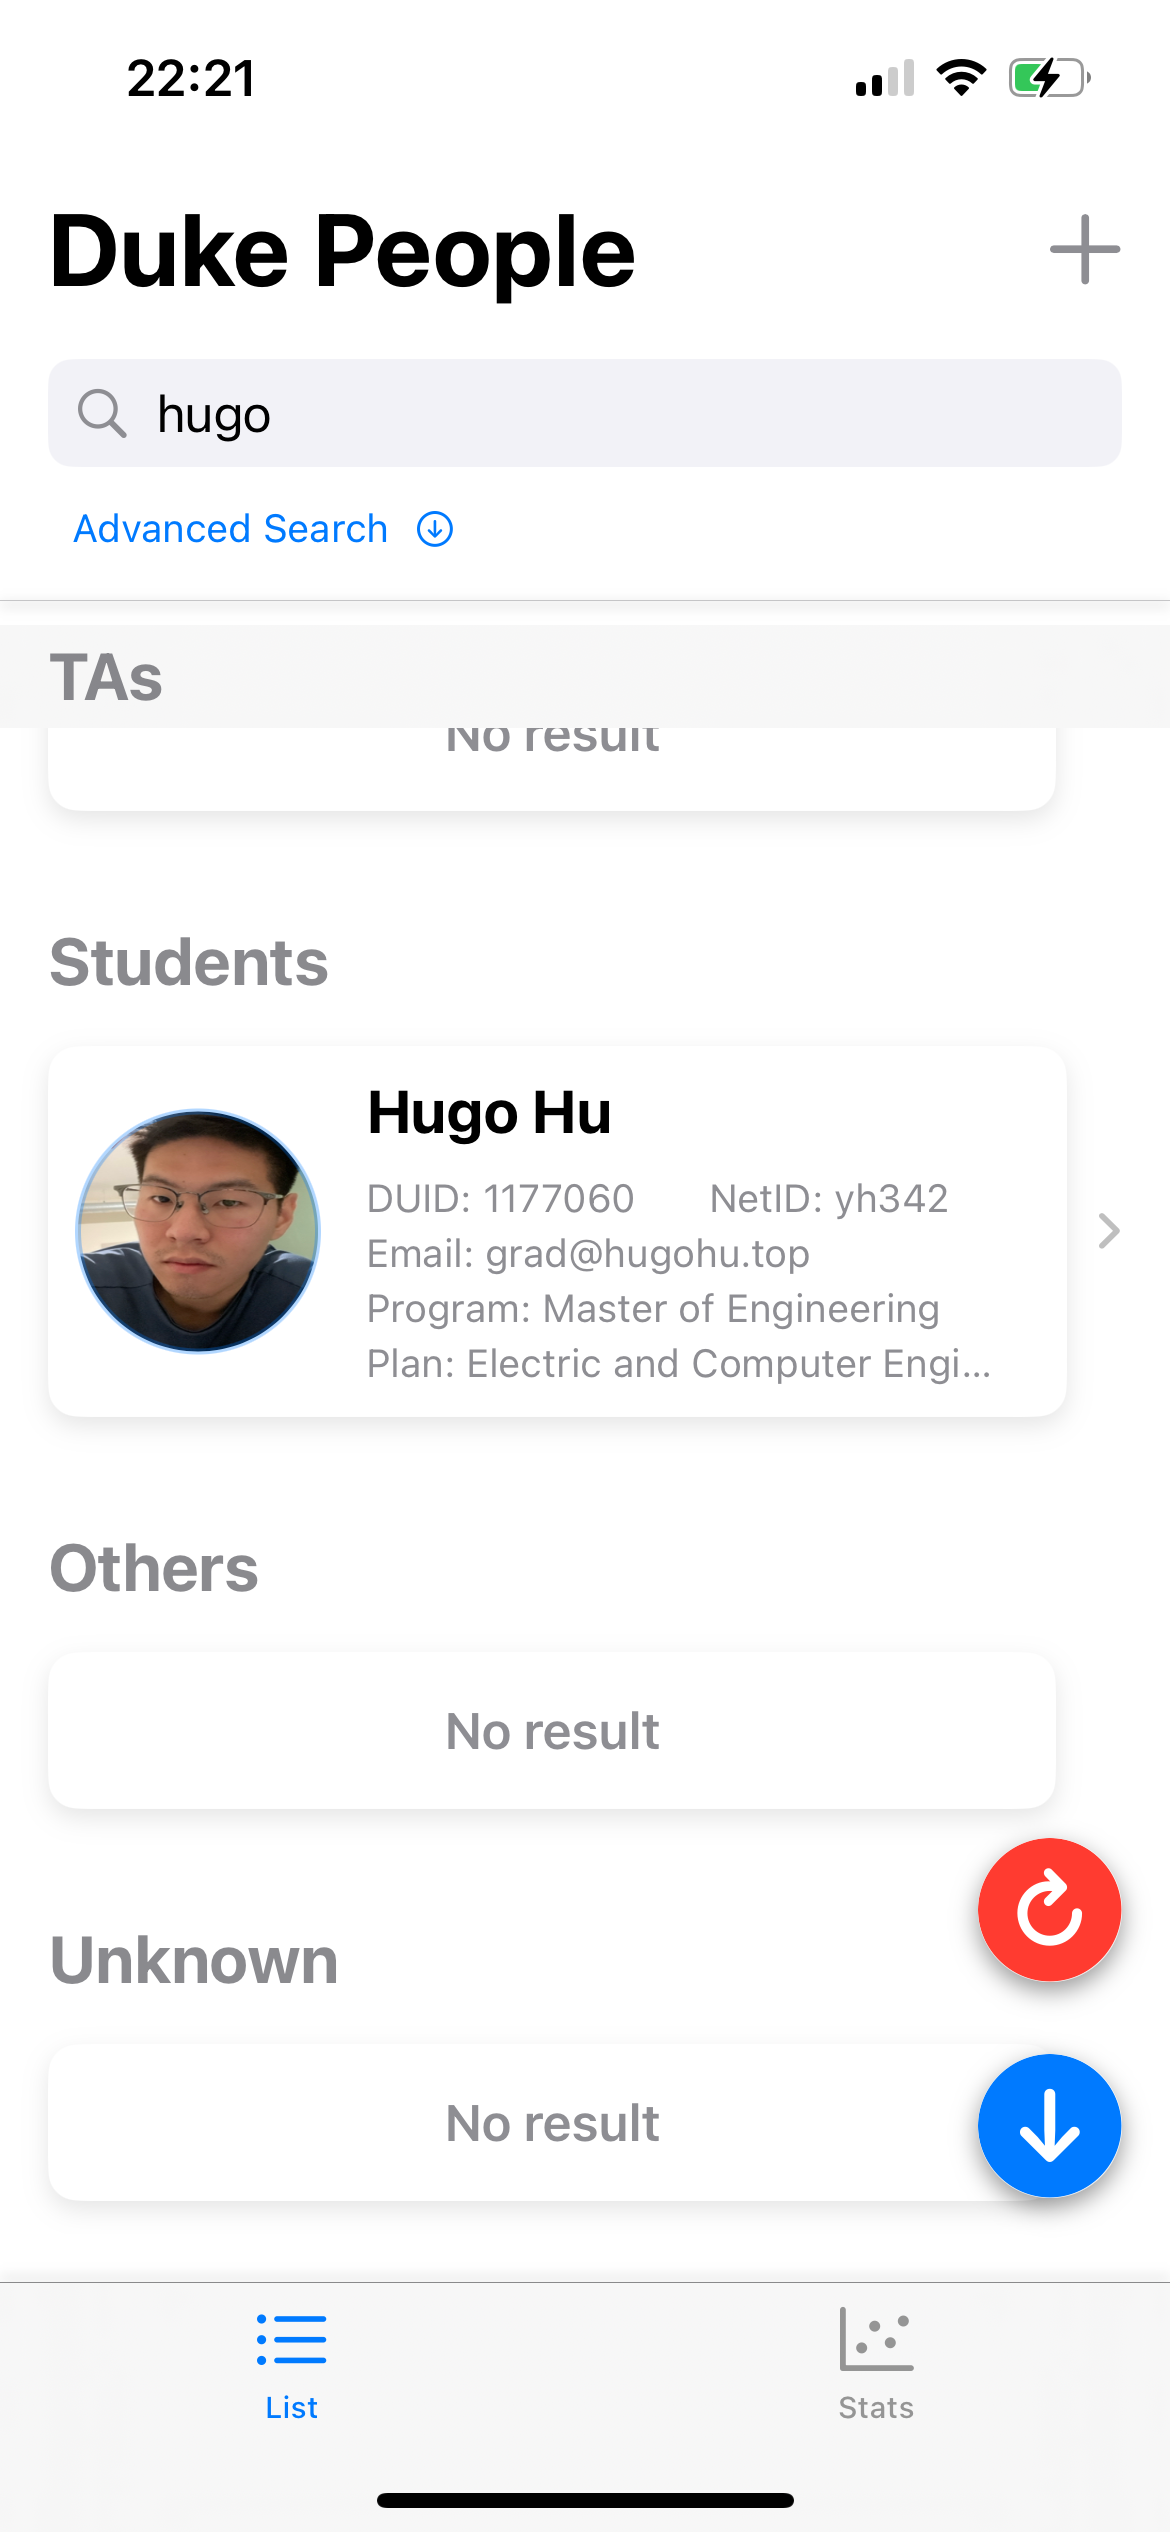 22:21
Duke People
hugo
Advanced Search
TAs
No result
Students
Hugo Hu
DUID: 1177060 NetID: yh342
Email: grad@hugohu.top
Program: Master of Engineering
Plan: Electric and Computer Engi...
Others
No result
Unknown
No result
List
Stats